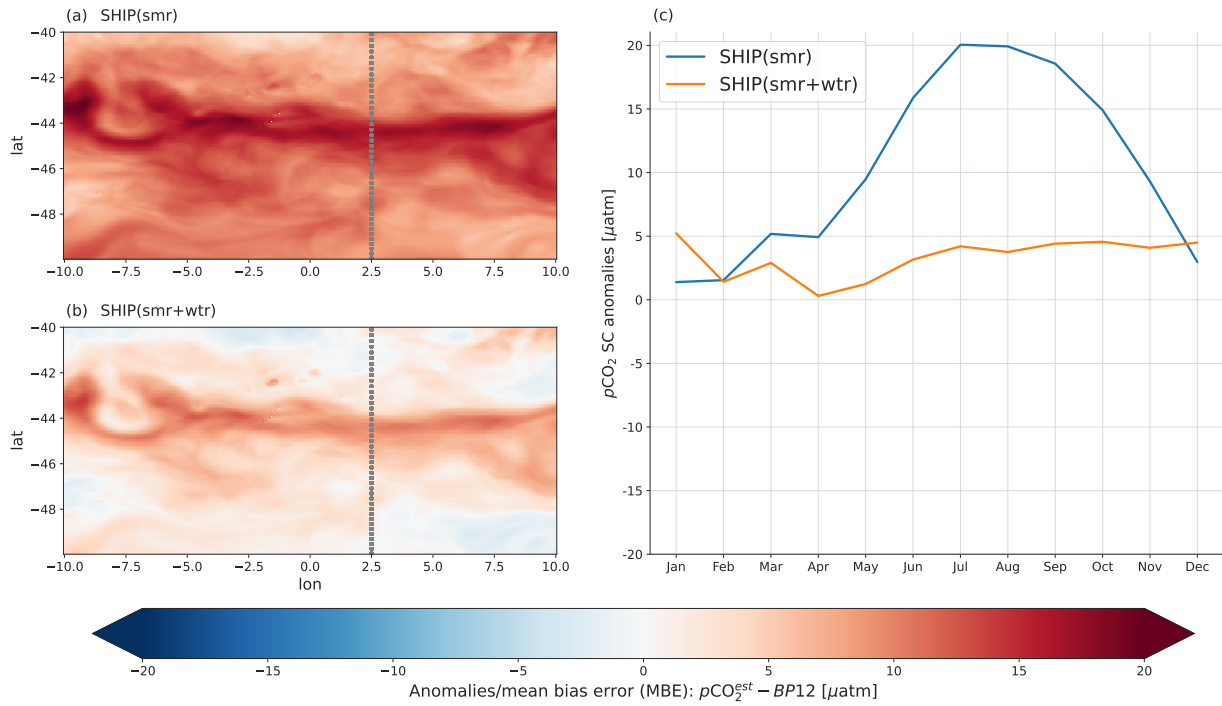 (a) SHIP(smr)
−40
−42
−44
−46
−48
lat
−10.0 −7.5 −5.0 −2.5 0.0 2.5 5.0 7.5 10.0
(b) SHIP(smr+wtr)
−40
−42
−44
−46
−48
lat
−10.0 −7.5 −5.0 −2.5 0.0 2.5 5.0 7.5 10.0
lon
(c)
SHIP(smr)
SHIP(smr+wtr)
20
15
10
5
0
-5
-10
-15
-20
pCO₂ SC anomalies [μatm]
Jan Feb Mar Apr May Jun Jul Aug Sep Oct Nov Dec
−20 −15 −10 −5 0 5 10 15 20
Anomalies/mean bias error (MBE): pCO₂^est − BP12 [μatm]